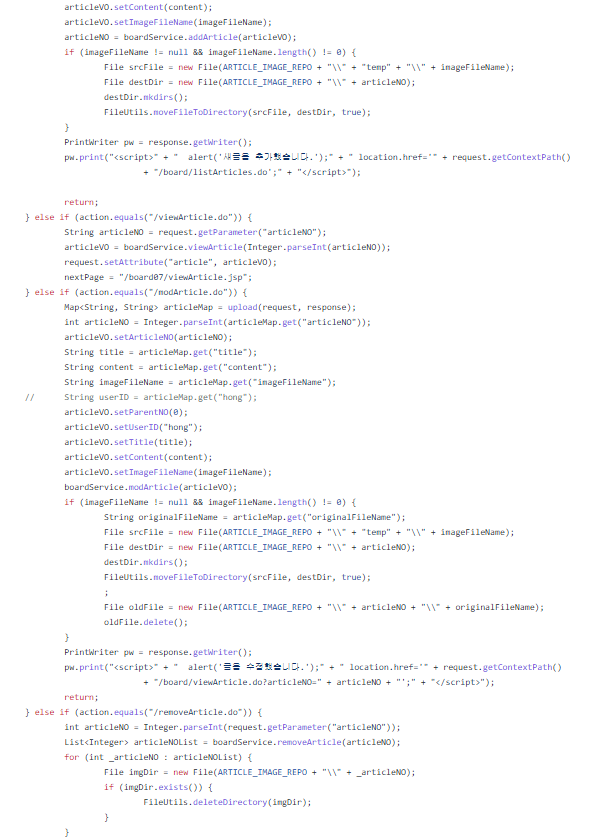 articleVO.setContent(content);
articleVO.setImageFileName(imageFileName);
articleNO = boardService.addArticle(articleVO);
if (imageFileName != null && imageFileName.length() != 0) {
File srcFile = new File(ARTICLE_IMAGE_REPO + "\\" + "temp" + "\\" + imageFileName);
File destDir = new File(ARTICLE_IMAGE_REPO + "\\" + articleNO);
destDir.mkdirs();
FileUtils.moveFileToDirectory(srcFile, destDir, true);
}
PrintWriter pw = response.getWriter();
pw.print("<script>" + "  alert('새글을 추가했습니다.');" + " location.href='" + request.getContextPath()
+ "/board/listArticles.do';" + "</script>");
return;
} else if (action.equals("/viewArticle.do")) {
String articleNO = request.getParameter("articleNO");
articleVO = boardService.viewArticle(Integer.parseInt(articleNO));
request.setAttribute("article", articleVO);
nextPage = "/board07/viewArticle.jsp";
} else if (action.equals("/modArticle.do")) {
Map<String, String> articleMap = upload(request, response);
int articleNO = Integer.parseInt(articleMap.get("articleNO"));
articleVO.setArticleNO(articleNO);
String title = articleMap.get("title");
String content = articleMap.get("content");
String imageFileName = articleMap.get("imageFileName");
// String userID = articleMap.get("hong");
articleVO.setParentNO(0);
articleVO.setUserID("hong");
articleVO.setTitle(title);
articleVO.setContent(content);
articleVO.setImageFileName(imageFileName);
boardService.modArticle(articleVO);
if (imageFileName != null && imageFileName.length() != 0) {
String originalFileName = articleMap.get("originalFileName");
File srcFile = new File(ARTICLE_IMAGE_REPO + "\\" + "temp" + "\\" + imageFileName);
File destDir = new File(ARTICLE_IMAGE_REPO + "\\" + articleNO);
destDir.mkdirs();
FileUtils.moveFileToDirectory(srcFile, destDir, true);
;
File oldFile = new File(ARTICLE_IMAGE_REPO + "\\" + articleNO + "\\" + originalFileName);
oldFile.delete();
}
PrintWriter pw = response.getWriter();
pw.print("<script>" + "  alert('글을 수정했습니다.');" + " location.href='" + request.getContextPath()
+ "/board/viewArticle.do?articleNO=" + articleNO + "';" + "</script>");
return;
} else if (action.equals("/removeArticle.do")) {
int articleNO = Integer.parseInt(request.getParameter("articleNO"));
List<Integer> articleNOList = boardService.removeArticle(articleNO);
for (int _articleNO : articleNOList) {
File imgDir = new File(ARTICLE_IMAGE_REPO + "\\" + _articleNO);
if (imgDir.exists()) {
FileUtils.deleteDirectory(imgDir);
}
}